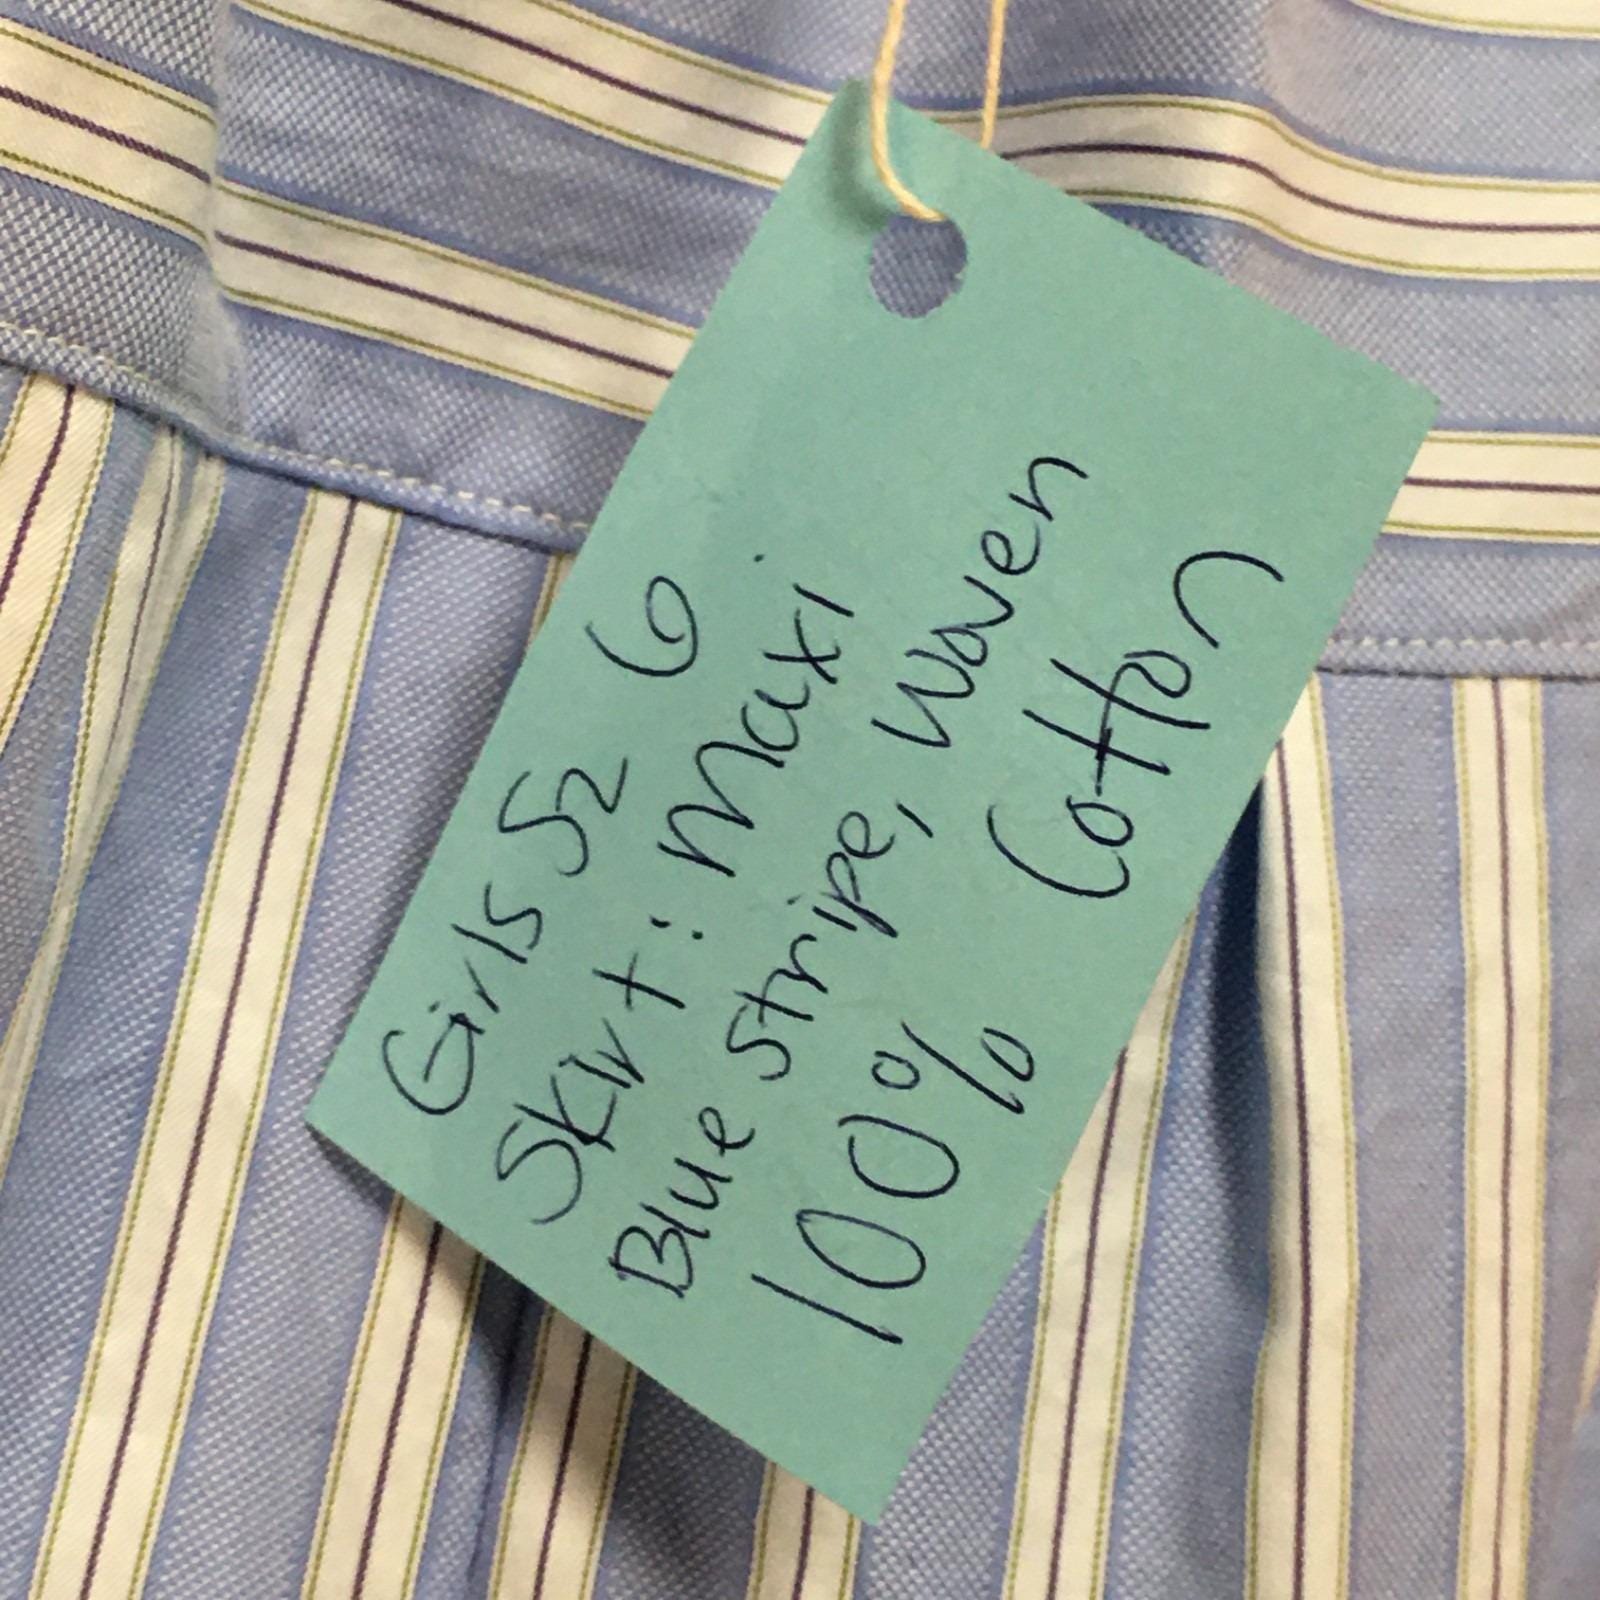 Girls Sz 6
Skirt: Maxi
Blue Stripe, Woven
100% Cotton